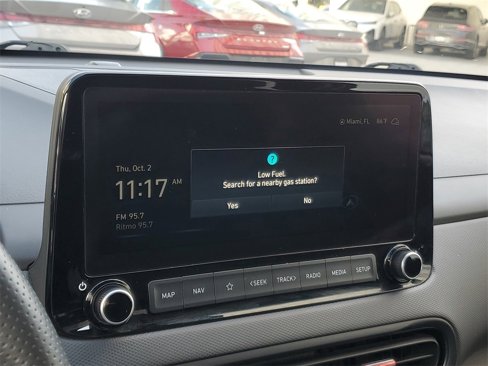 Miami, FL 86°F
Thu, Oct. 2
11:17 AM
FM 95.7
Ritmo 95.7
?
Low Fuel.
Search for a nearby gas station?
Yes No
MAP NAV <SEEK TRACK> RADIO MEDIA SETUP